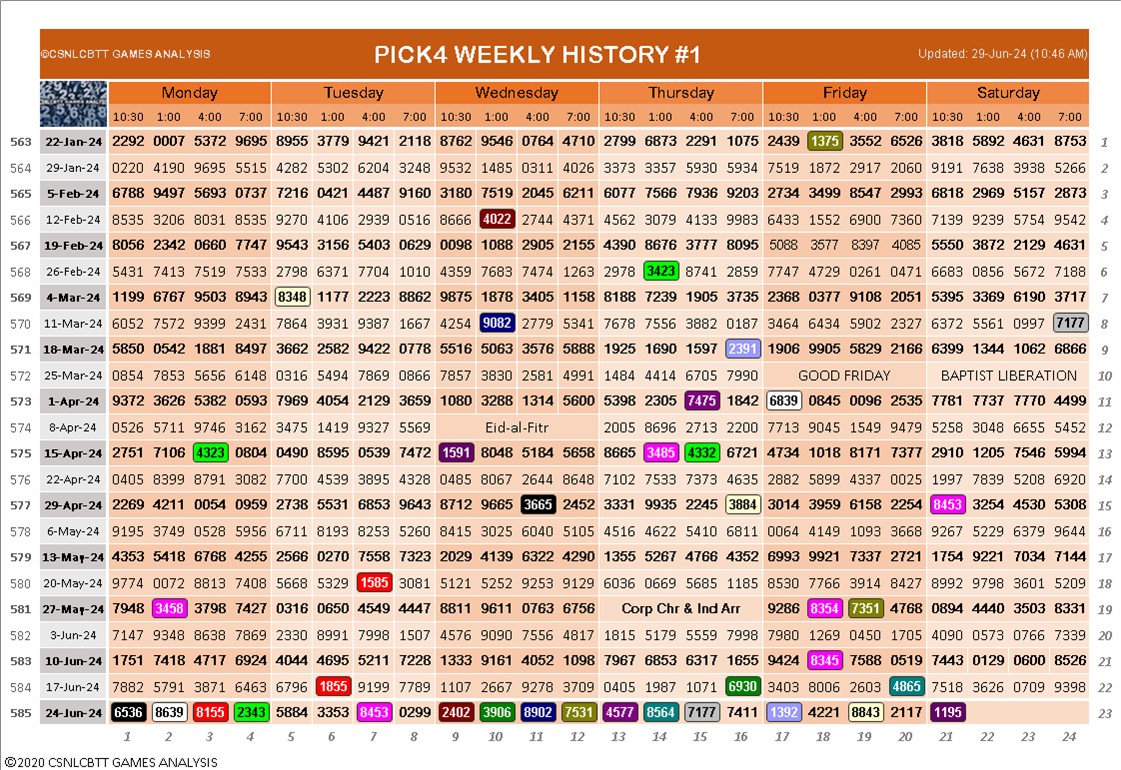 ©CSNLCBTT GAMES ANALYSIS PICK4 WEEKLY HISTORY #1 Updated: 29-Jun-24 (10:46 AM)
Monday Tuesday Wednesday Thursday Friday Saturday
10:30 1:00 4:00 7:00 10:30 1:00 4:00 7:00 10:30 1:00 4:00 7:00 10:30 1:00 4:00 7:00 10:30 1:00 4:00 7:00 10:30 1:00 4:00 7:00
563 22-Jan-24 2292 0007 5372 9695 8955 3779 9421 2118 8762 9546 0764 4710 2799 6873 2291 1075 2439 1375 3552 6526 3818 5892 4631 8753 1
564 29-Jan-24 0220 4190 9695 5515 4282 5302 6204 3248 9532 1485 0311 4026 3373 3357 5930 5934 7519 1872 2917 2060 9191 7638 3938 5266 2
565 5-Feb-24 6788 9497 5693 0737 7216 0421 4487 9160 3180 7519 2045 6211 6077 7566 7936 9203 2734 3499 8547 2993 6818 2969 5157 2873 3
566 12-Feb-24 8535 3206 8031 8535 9270 4106 2939 0516 8666 4022 2744 4371 4562 3079 4133 9983 6433 1552 6900 7360 7139 9239 5754 9542 4
567 19-Feb-24 8056 2342 0660 7747 9543 3156 5403 0629 0098 1088 2905 2155 4390 8676 3777 8095 5088 3577 8397 4085 5550 3872 2129 4631 5
568 26-Feb-24 5431 7413 7519 7533 2798 6371 7704 1010 4359 7683 7474 1263 2978 3423 8741 2859 7747 4729 0261 0471 6683 0856 5672 7188 6
569 4-Mar-24 1199 6767 9503 8943 8348 1177 2223 8862 9875 1878 3405 1158 8188 7239 1905 3735 2368 0377 9108 2051 5395 3369 6190 3717 7
570 11-Mar-24 6052 7572 9399 2431 7864 3931 9387 1667 4254 9082 2779 5341 7678 7556 3882 0187 3464 6434 5902 2327 6372 5561 0997 7177 8
571 18-Mar-24 5850 0542 1881 8497 3662 2582 9422 0778 5516 5063 3576 5888 1925 1690 1597 2391 1906 9905 5829 2166 6399 1344 1062 6866 9
572 25-Mar-24 0854 7853 5656 6148 0316 5494 7869 0866 7857 3830 2581 4991 1484 4414 6705 7990 GOOD FRIDAY BAPTIST LIBERATION 10
573 1-Apr-24 9372 3626 5382 0593 7969 4054 2129 3659 1080 3288 1314 5600 5398 2305 7475 1842 6839 0845 0096 2535 7781 7737 7770 4499 11
574 8-Apr-24 0526 5711 9746 3162 3475 1419 9327 5569 Eid-al-Fitr 2005 8696 2713 2200 7713 9045 1549 9479 5258 3048 6655 5452 12
575 15-Apr-24 2751 7106 4323 0804 0490 8595 0539 7472 1591 8048 5184 5658 8665 3485 4332 6721 4734 1018 8171 7377 2910 1205 7546 5994 13
576 22-Apr-24 0405 8399 8791 3082 7700 4539 3895 4328 0485 8067 2644 8648 7102 7533 7373 4635 2882 5899 4337 0025 1997 7839 5208 6920 14
577 29-Apr-24 2269 4211 0054 0959 2738 5531 6853 9643 8712 9665 3665 2452 3331 9935 2245 3884 3014 3959 6158 2254 8453 3254 4530 5308 15
578 6-May-24 9195 3749 0528 5956 6711 8193 8253 5260 8415 3025 6040 5105 4516 4622 5410 6811 0064 4149 1093 3668 9267 5229 6379 9644 16
579 13-May-24 4353 5418 6768 4255 2566 0270 7558 7323 2029 4139 6322 4290 1355 5267 4766 4352 6993 9921 7337 2721 1754 9221 7034 7144 17
580 20-May-24 9774 0072 8813 7408 5668 5329 1585 3081 5121 5252 9253 9129 6036 0669 5685 1185 8530 7766 3914 8427 8992 9798 3601 5209 18
581 27-May-24 7948 3458 3798 7427 0316 0650 4549 4447 8811 9611 0763 6756 Corp Chr & Ind Arr 9286 8354 7351 4768 0894 4440 3503 8331 19
582 3-Jun-24 7147 9348 8638 7869 2330 8991 7998 1507 4576 9090 7556 4817 1815 5179 5559 7998 7980 1269 0450 1705 4090 0573 0766 7339 20
583 10-Jun-24 1751 7418 4717 6924 4044 4695 5211 7228 1333 9161 4052 1098 7967 6853 6317 1655 9424 8345 7588 0519 7443 0129 0600 8526 21
584 17-Jun-24 7882 5791 3871 6463 6796 1855 9199 7789 1107 2667 9278 3709 0405 1987 1071 6930 3403 8006 2603 4865 7518 3626 0709 9398 22
585 24-Jun-24 6536 8639 8155 2343 5884 3353 8453 0299 2402 3906 8902 7531 4577 8564 7177 7411 1392 4221 8843 2117 1195 23
1 2 3 4 5 6 7 8 9 10 11 12 13 14 15 16 17 18 19 20 21 22 23 24
©2020 CSNLCBTT GAMES ANALYSIS